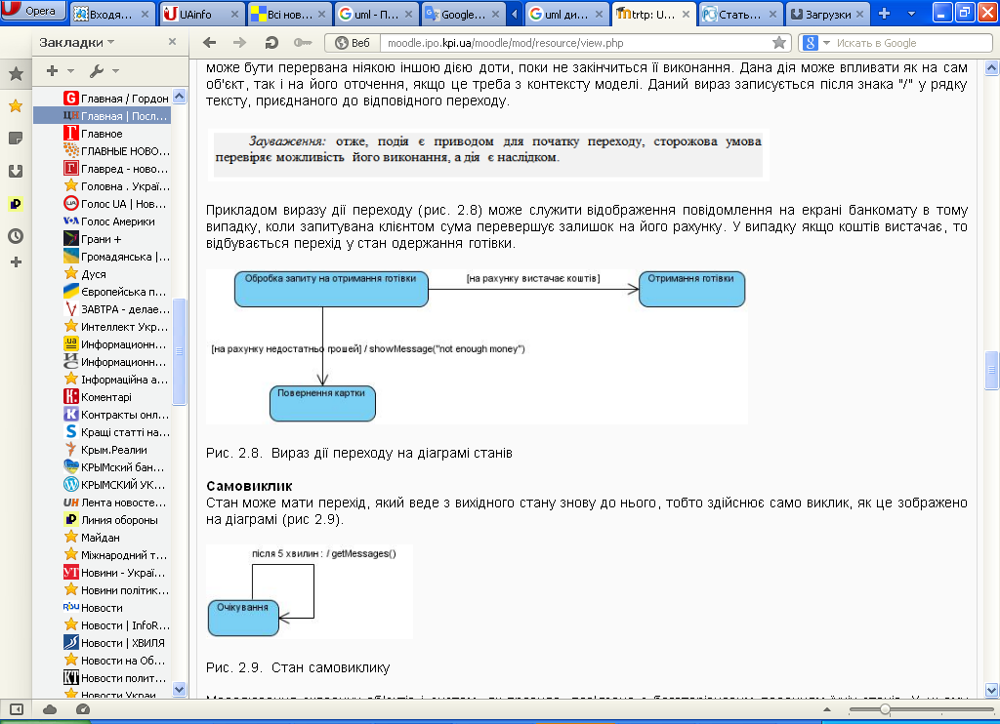 Opera
Входя...
UAinfo
Всі нов...
uml - П...
Google...
uml ди...
trtp: U...
Стать...
Загрузки
Закладки
Веб
moodle.ipo.kpi.ua/moodle/mod/resource/view.php
Искать в Google
Главная / Гордон
Главная | Посл...
Главное
ГЛАВНЫЕ НОВО...
Главред - ново...
Головна . Украї...
Голос UA | Нов...
Голос Америки
Грани +
Громадянська |...
Дуся
Європейська п...
ЗАВТРА - делае...
Интеллект Укр...
Информационн...
Информационн...
Інформаційна а...
Коментарі
Контракты онл...
Кращі статті на...
Крым.Реалии
КРЫМский бан...
КРЫМСКИЙ УК...
Лента новосте...
Линия обороны
Майдан
Міжнародний т...
Новини - Украї...
Новини політик...
Новости
Новости | InfoR...
Новости | ХВИЛЯ
Новости на Об...
Новости полит...
Новости Украи...
може бути перервана ніякою іншою дією доти, поки не закінчиться її виконання. Дана дія може впливати як на сам
об'єкт, так і на його оточення, якщо це треба з контексту моделі. Даний вираз записується після знака "/" у рядку
тексту, приєднаного до відповідного переходу.
Зауваження: отже, подія є приводом для початку переходу, сторожова умова
перевіряє можливість його виконання, а дія є наслідком.
Прикладом виразу дії переходу (рис. 2.8) може служити відображення повідомлення на екрані банкомату в тому
випадку, коли запитувана клієнтом сума перевершує залишок на його рахунку. У випадку якщо коштів вистачає, то
відбувається перехід у стан одержання готівки.
Обробка запиту на отримання готівки
[на рахунку вистачає коштів]
Отримання готівки
[на рахунку недостатньо грошей] / showMessage("not enough money")
Повернення картки
Рис. 2.8. Вираз дії переходу на діаграмі станів
Самовиклик
Стан може мати перехід, який веде з вихідного стану знову до нього, тобто здійснює само виклик, як це зображено
на діаграмі (рис 2.9).
після 5 хвилин : / getMessages()
Очікування
Рис. 2.9. Стан самовиклику